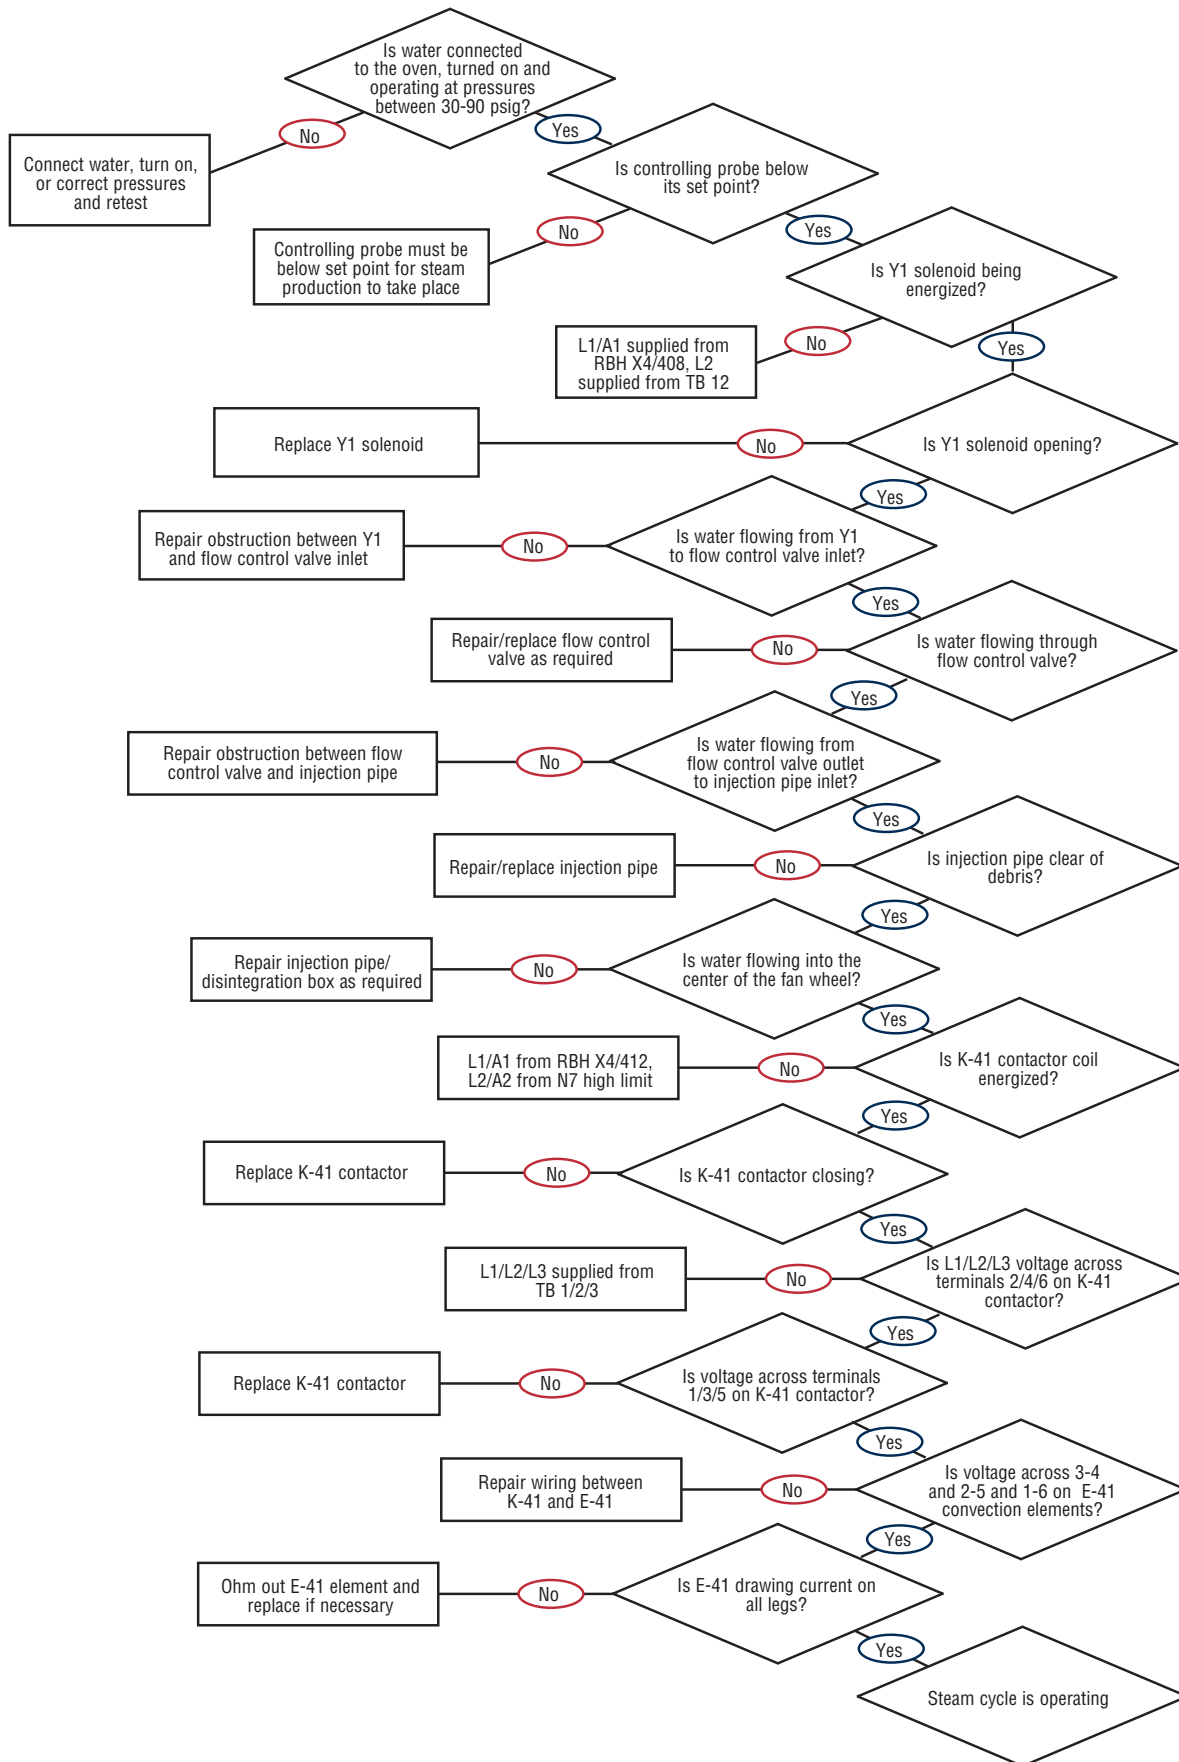 Is water connected
to the oven, turned on and
operating at pressures
between 30-90 psig?
No
Yes
Connect water, turn on,
or correct pressures
and retest
Is controlling probe below
its set point?
No
Yes
Controlling probe must be
below set point for steam
production to take place
Is Y1 solenoid being
energized?
No
Yes
L1/A1 supplied from
RBH X4/408, L2
supplied from TB 12
Is Y1 solenoid opening?
No
Replace Y1 solenoid
Yes
Is water flowing from Y1
to flow control valve inlet?
No
Repair obstruction between Y1
and flow control valve inlet
Yes
Is water flowing through
flow control valve?
No
Repair/replace flow control
valve as required
Yes
Is water flowing from
flow control valve outlet
to injection pipe inlet?
No
Repair obstruction between flow
control valve and injection pipe
Yes
Is injection pipe clear of
debris?
No
Repair/replace injection pipe
Yes
Is water flowing into the
center of the fan wheel?
No
Repair injection pipe/
disintegration box as required
Yes
Is K-41 contactor coil
energized?
No
L1/A1 from RBH X4/412,
L2/A2 from N7 high limit
Yes
Is K-41 contactor closing?
No
Replace K-41 contactor
Yes
Is L1/L2/L3 voltage across
terminals 2/4/6 on K-41
contactor?
No
L1/L2/L3 supplied from
TB 1/2/3
Yes
Is voltage across terminals
1/3/5 on K-41 contactor?
No
Replace K-41 contactor
Yes
Is voltage across 3-4
and 2-5 and 1-6 on E-41
convection elements?
No
Repair wiring between
K-41 and E-41
Yes
Is E-41 drawing current on
all legs?
No
Ohm out E-41 element and
replace if necessary
Yes
Steam cycle is operating